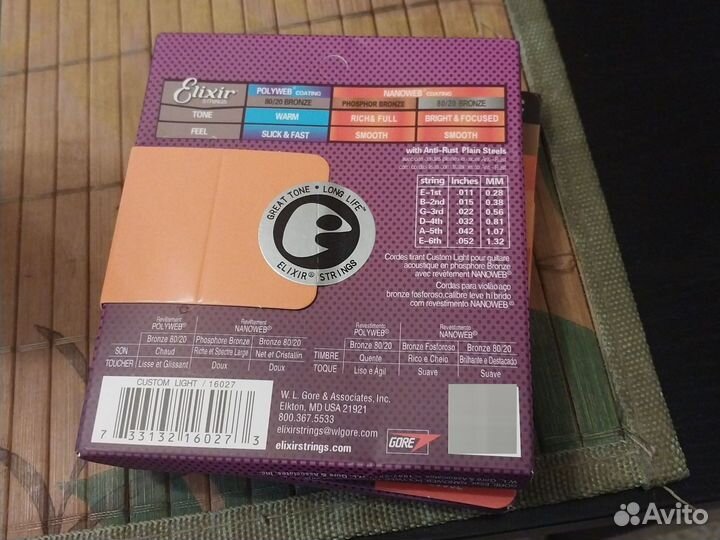 Elixir
STRINGS
POLYWEB COATING
NANOWEB COATING
80/20 BRONZE
PHOSPHOR BRONZE
80/20 BRONZE
TONE
WARM
RICH & FULL
BRIGHT & FOCUSED
FEEL
SLICK & FAST
SMOOTH
SMOOTH
with Anti-Rust Plain Steels
string Inches MM
E-1st .011 0.28
B-2nd .015 0.38
G-3rd .022 0.56
D-4th .032 0.81
A-5th .042 1.07
E-6th .052 1.32
GREAT TONE • LONG LIFE™
ELIXIR® STRINGS
Cordes tirant Custom Light pour guitare
acoustique en phosphore Bronze
avec revêtement NANOWEB®
Cordas para violão aço
bronze fosforoso, calibre leve híbrido
com revestimento NANOWEB®
Revêtement
POLYWEB®
Revêtement
NANOWEB®
Revestimento
POLYWEB®
Revestimento
NANOWEB®
Bronze 80/20 Phosphore Bronze Bronze 80/20
Bronze 80/20 Bronze Fosforoso Bronze 80/20
SON Chaud Riche et Spectre Large Net et Cristallin
TIMBRE Quente Rico e Cheio Brilhante e Destacado
TOUCHER Lisse et Glissant Doux Doux
TOQUE Liso e Ágil Suave Suave
CUSTOM LIGHT / 16027
7 33132 16027 3
W. L. Gore & Associates, Inc.
Elkton, MD USA 21921
800.367.5533
elixirstrings@wlgore.com
elixirstrings.com
GORE
Avito